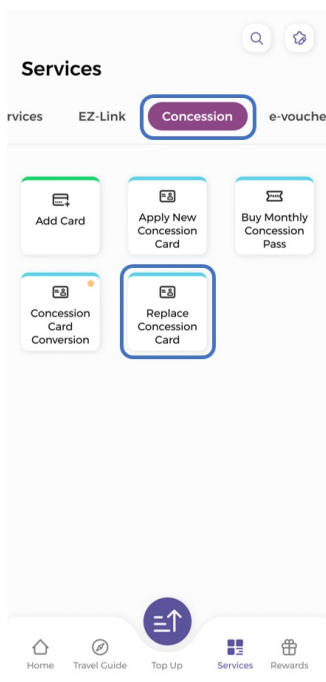 Services
rvices EZ-Link Concession e-vouche
Add Card
Apply New
Concession
Card
Buy Monthly
Concession
Pass
Concession
Card
Conversion
Replace
Concession
Card
Home Travel Guide Top Up Services Rewards